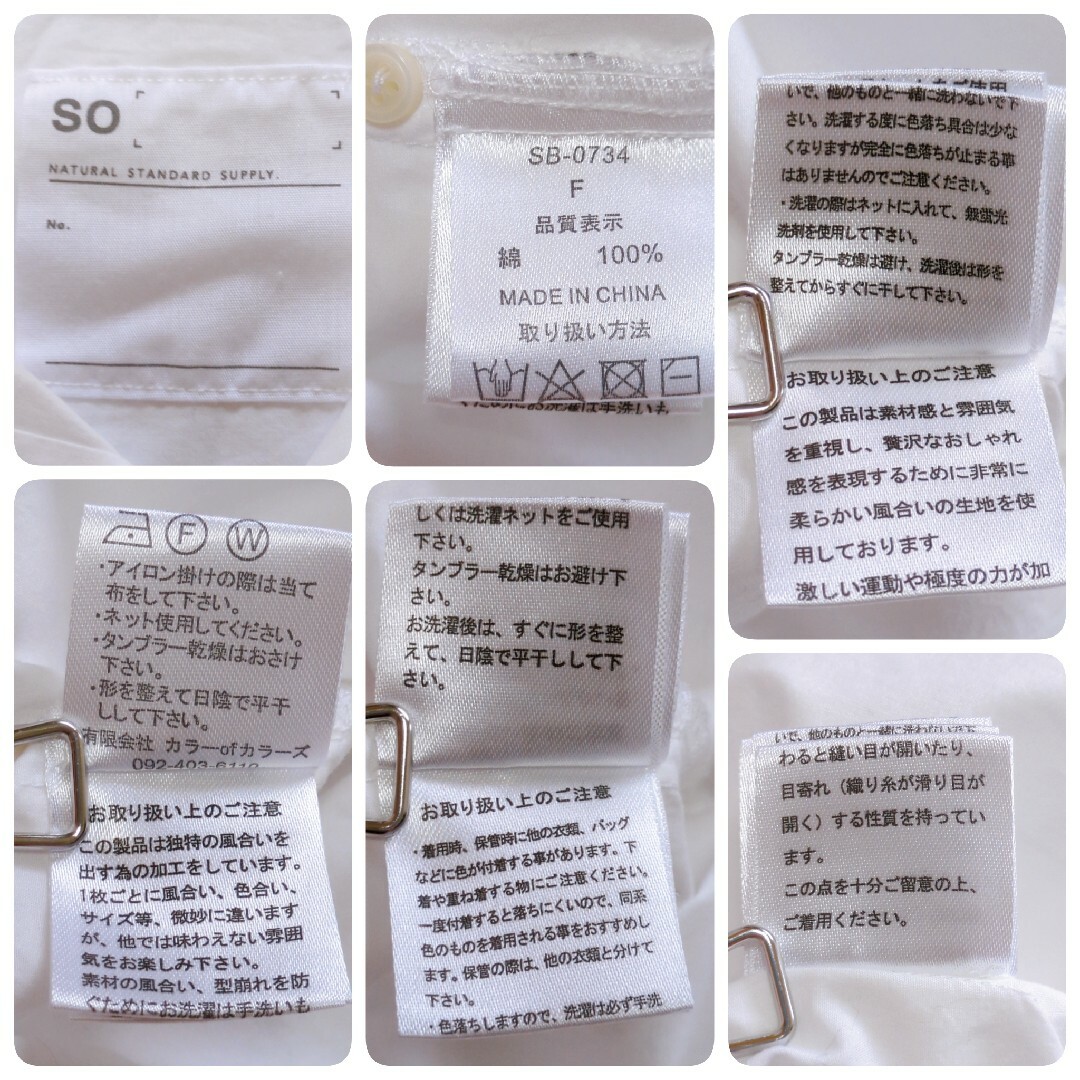 SO
NATURAL STANDARD SUPPLY.
No.
SB-0734
F
品質表示
綿 100%
MADE IN CHINA
取り扱い方法
いで、他のものと一緒に洗わないで下
さい。洗濯する度に色落ち具合は少な
くなりますが完全に色落ちが止まる事
はありませんのでご注意ください。
・洗濯の際はネットに入れて、銀蛍光
洗剤を使用して下さい。
タンブラー乾燥は避け、洗濯後は形を
整えてからすぐに干して下さい。
お取り扱い上のご注意
この製品は素材感と雰囲気
を重視し、贅沢なおしゃれ
感を表現するために非常に
柔らかい風合いの生地を使
用しております。
激しい運動や極度の力が加
F W
・アイロン掛けの際は当て
布をして下さい。
・ネット使用してください。
・タンブラー乾燥はおさけ
下さい。
・形を整えて日陰で平干
しして下さい。
有限会社 カラーofカラーズ
092-403-6110
お取り扱い上のご注意
この製品は独特の風合いを
出す為の加工をしています。
1枚ごとに風合い、色合い、
サイズ等、微妙に違います
が、他では味わえない雰囲
気をお楽しみ下さい。
素材の風合い、型崩れを防
ぐためにお洗濯は手洗いも
しくは洗濯ネットをご使用
下さい。
タンブラー乾燥はお避け下
さい。
お洗濯後は、すぐに形を整
えて、日陰で平干しして下
さい。
お取り扱い上のご注意
・着用時、保管時に他の衣類、バッグ
などに色が付着する事があります。下
着や重ね着する物にご注意ください。
一度付着すると落ちにくいので、同系
色のものを着用される事をおすすめし
ます。保管の際は、他の衣類と分けて
下さい。
・色落ちしますので、洗濯は必ず手洗
いで、他のものと一緒に洗わないで下
わると縫い目が開いたり、
目寄れ（織り糸が滑り目が
開く）する性質を持ってい
ます。
この点を十分ご留意の上、
ご着用ください。